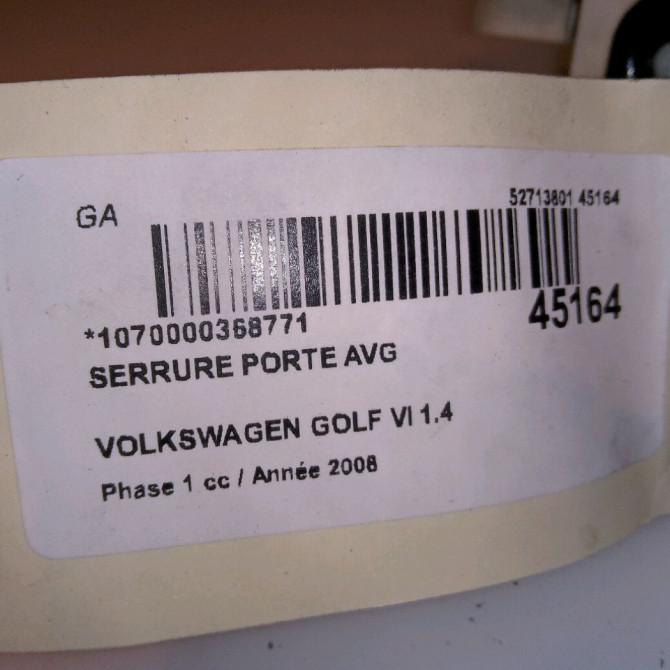 GA
52713801 45164
*1070000368771
45164
SERRURE PORTE AVG
VOLKSWAGEN GOLF VI 1.4
Phase 1 cc / Année 2008